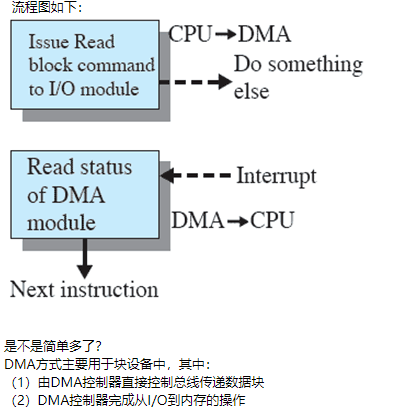 流程图如下：
Issue Read
block command
to I/O module
CPU→DMA
Do something
else
Read status
of DMA
module
Interrupt
DMA→CPU
Next instruction
是不是简单多了？
DMA方式主要用于块设备中，其中：
（1）由DMA控制器直接控制总线传递数据块
（2）DMA控制器完成从I/O到内存的操作